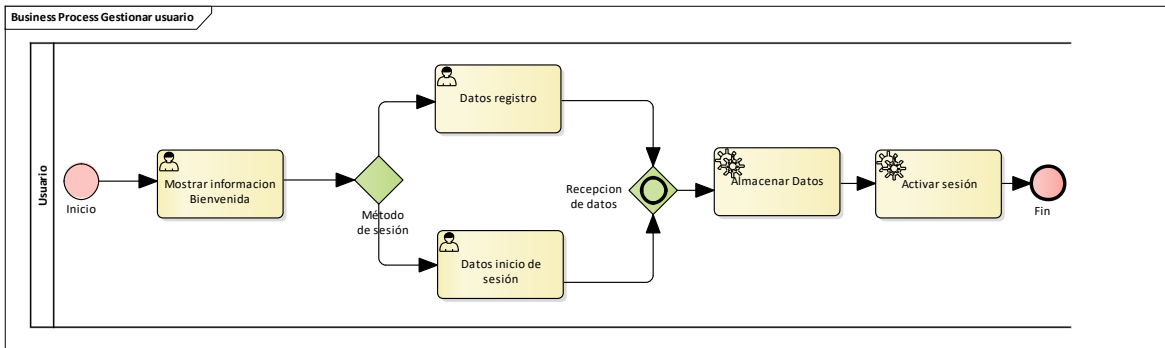 Business Process Gestionar usuario
Usuario
Inicio
Mostrar informacion
Bienvenida
Método
de sesión
Datos registro
Datos inicio de
sesión
Recepcion
de datos
Almacenar Datos
Activar sesión
Fin